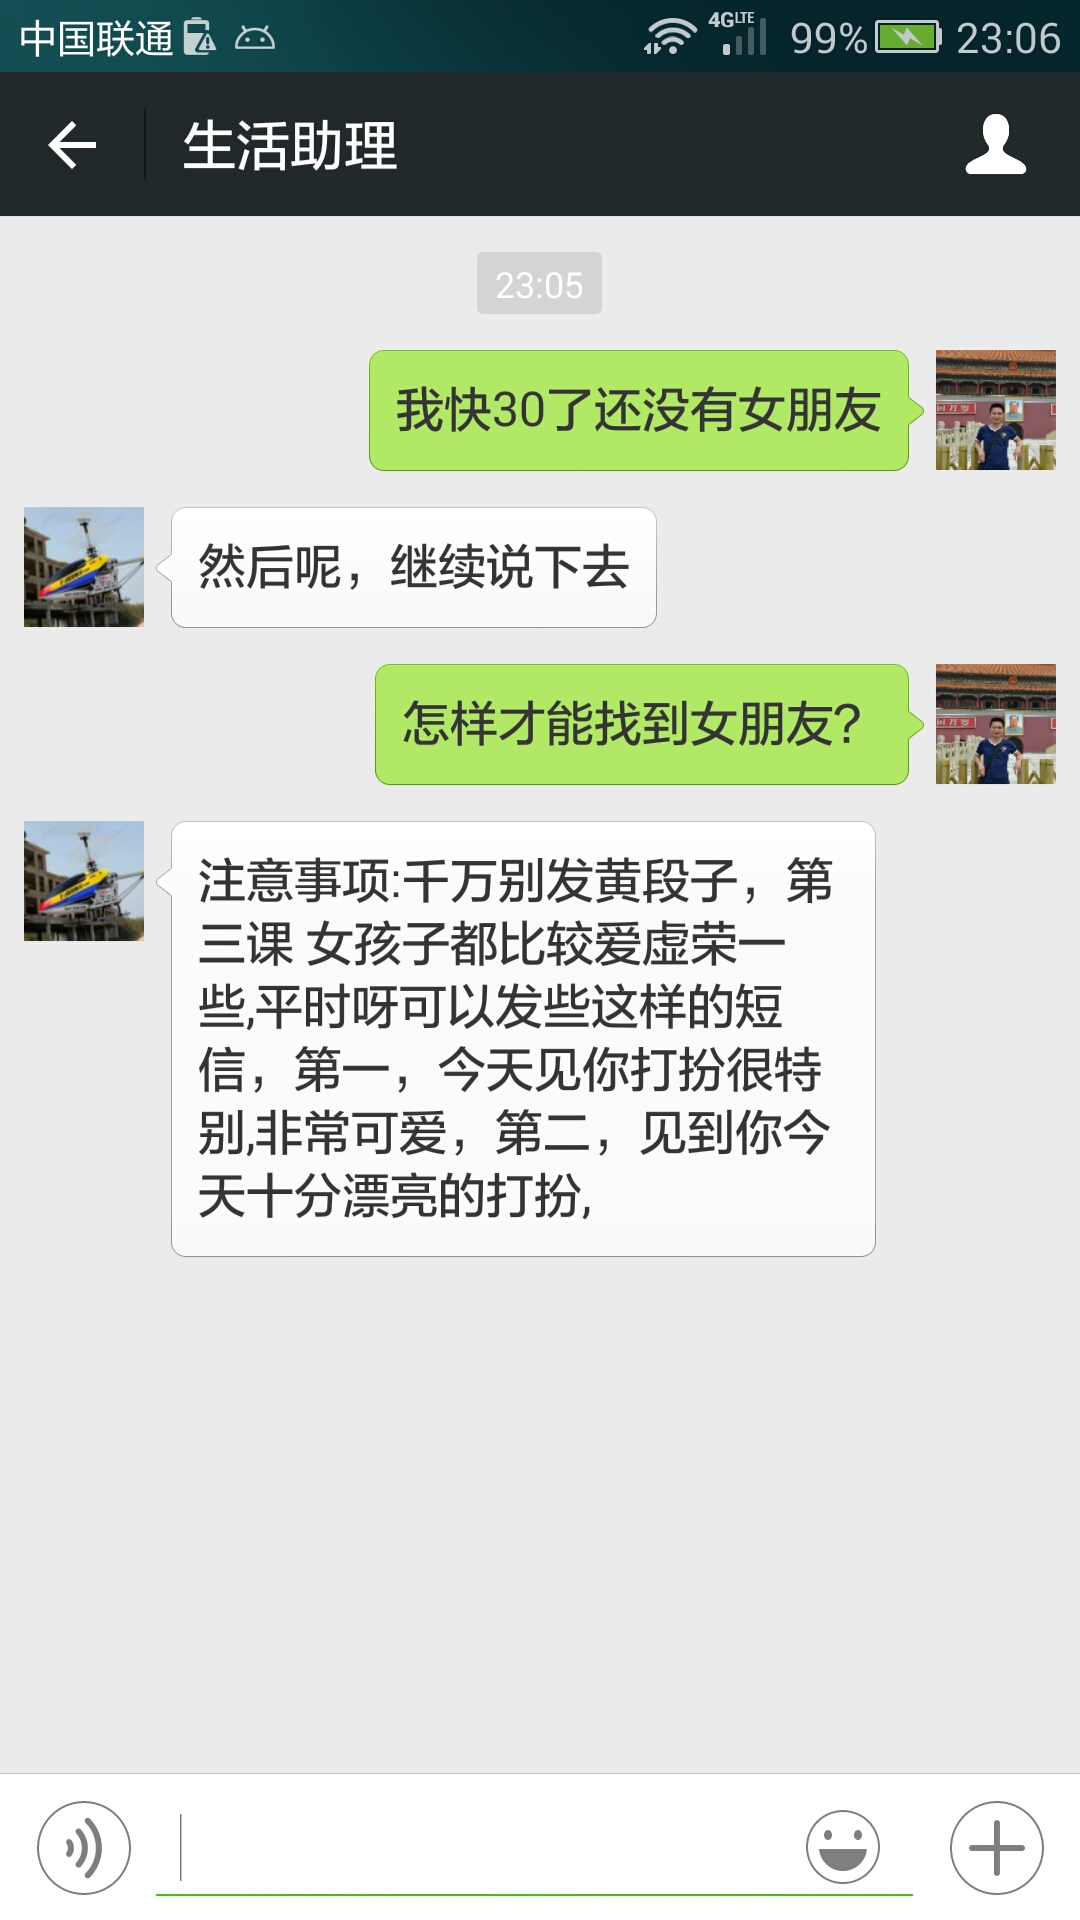 中国联通 4GLTE 99% 23:06
生活助理
23:05
我快30了还没有女朋友
然后呢，继续说下去
怎样才能找到女朋友?
注意事项:千万别发黄段子，第
三课 女孩子都比较爱虚荣一
些,平时呀可以发些这样的短
信，第一，今天见你打扮很特
别,非常可爱，第二，见到你今
天十分漂亮的打扮,